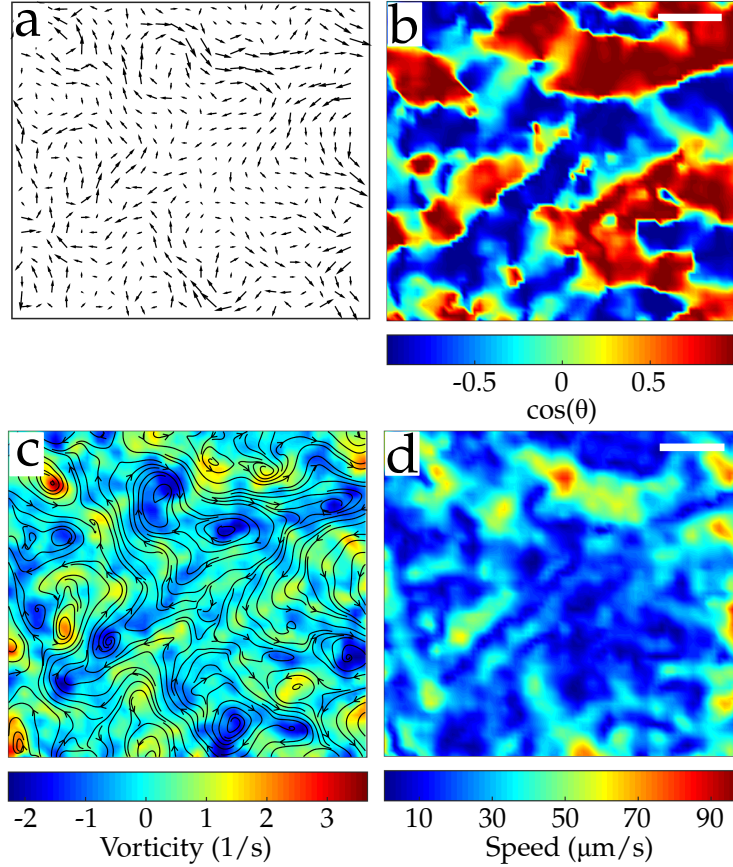 a
b
-0.5 0 0.5
cos(θ)
c
d
-2 -1 0 1 2 3
Vorticity (1/s)
10 30 50 70 90
Speed (μm/s)